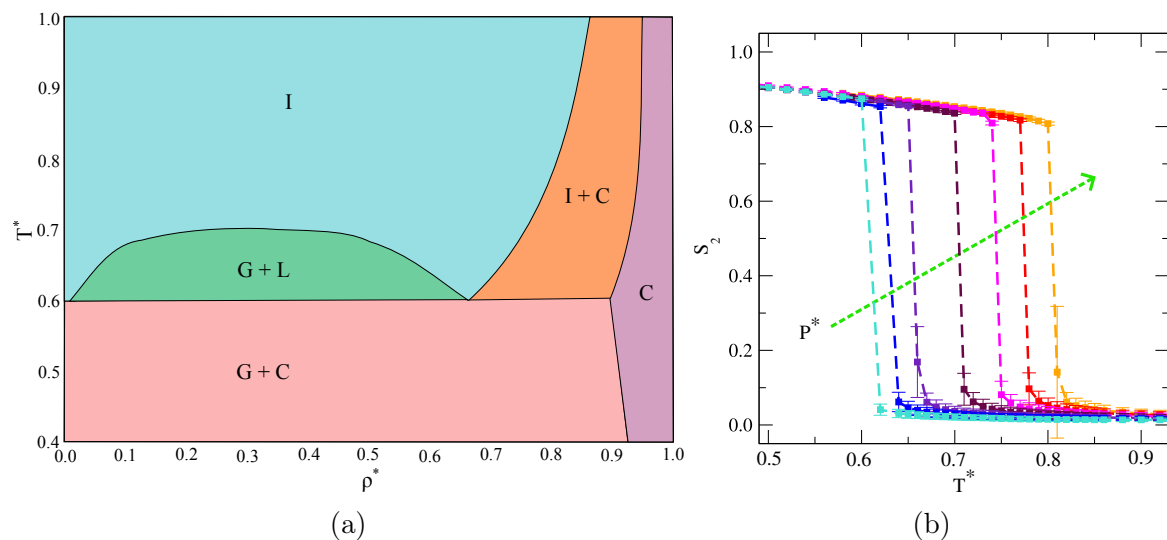 1.0
0.9
0.8
0.7
0.6
0.5
0.4
T*
I
I + C
G + L
C
G + C
0.0 0.1 0.2 0.3 0.4 0.5 0.6 0.7 0.8 0.9 1.0
ρ*
(a)
1.0
0.8
0.6
0.4
0.2
0.0
S2
P*
0.5 0.6 0.7 0.8 0.9
T*
(b)